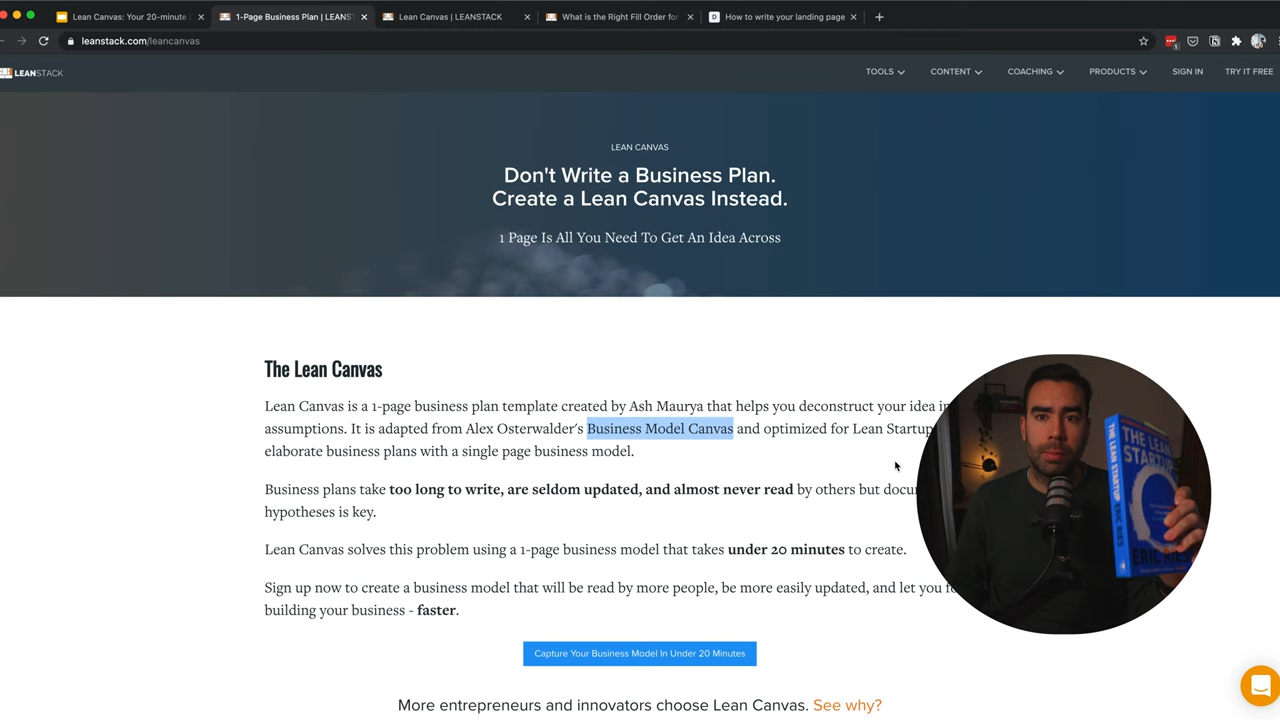 Lean Canvas: Your 20-minute
1-Page Business Plan | LEANST
Lean Canvas | LEANSTACK
What is the Right Fill Order for
How to write your landing page
leanstack.com/leancanvas
LEANSTACK
TOOLS
CONTENT
COACHING
PRODUCTS
SIGN IN
TRY IT FREE
LEAN CANVAS
Don't Write a Business Plan.
Create a Lean Canvas Instead.
1 Page Is All You Need To Get An Idea Across
The Lean Canvas
Lean Canvas is a 1-page business plan template created by Ash Maurya that helps you deconstruct your idea in
assumptions. It is adapted from Alex Osterwalder's Business Model Canvas and optimized for Lean Startup
elaborate business plans with a single page business model.
Business plans take too long to write, are seldom updated, and almost never read by others but docu
hypotheses is key.
Lean Canvas solves this problem using a 1-page business model that takes under 20 minutes to create.
Sign up now to create a business model that will be read by more people, be more easily updated, and let you
building your business - faster.
Capture Your Business Model In Under 20 Minutes
More entrepreneurs and innovators choose Lean Canvas. See why?
THE LEAN STARTUP ERIC RIES
THE LEAN
STARTUP
ERIC RIES